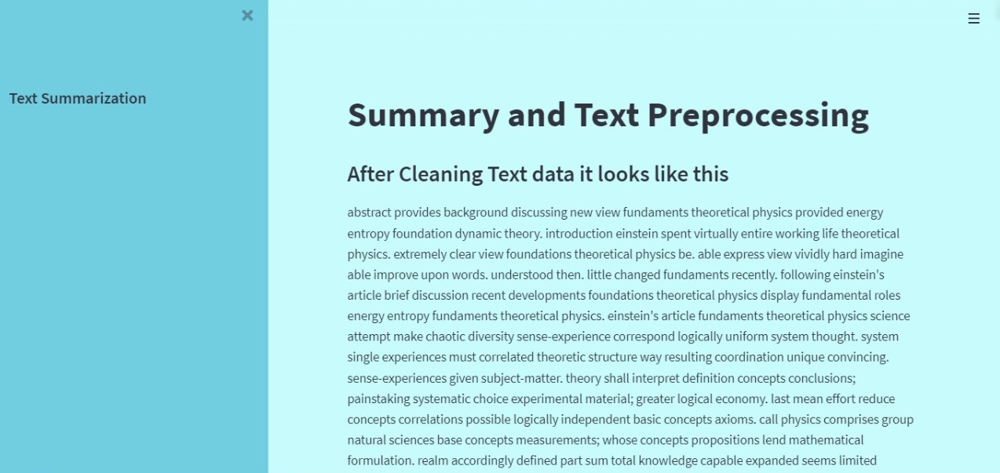 Text Summarization
Summary and Text Preprocessing
After Cleaning Text data it looks like this
abstract provides background discussing new view fundaments theoretical physics provided energy
entropy foundation dynamic theory. introduction einstein spent virtually entire working life theoretical
physics. extremely clear view foundations theoretical physics be. able express view vividly hard imagine
able improve upon words. understood then. little changed fundaments recently. following einstein's
article brief discussion recent developments foundations theoretical physics display fundamental roles
energy entropy fundaments theoretical physics. einstein's article fundaments theoretical physics science
attempt make chaotic diversity sense-experience correspond logically uniform system thought. system
single experiences must correlated theoretic structure way resulting coordination unique convincing.
sense-experiences given subject-matter. theory shall interpret definition concepts conclusions;
painstaking systematic choice experimental material; greater logical economy. last mean effort reduce
concepts correlations possible logically independent basic concepts axioms. call physics comprises group
natural sciences base concepts measurements; whose concepts propositions lend mathematical
formulation. realm accordingly defined part sum total knowledge capable expanded seems limited